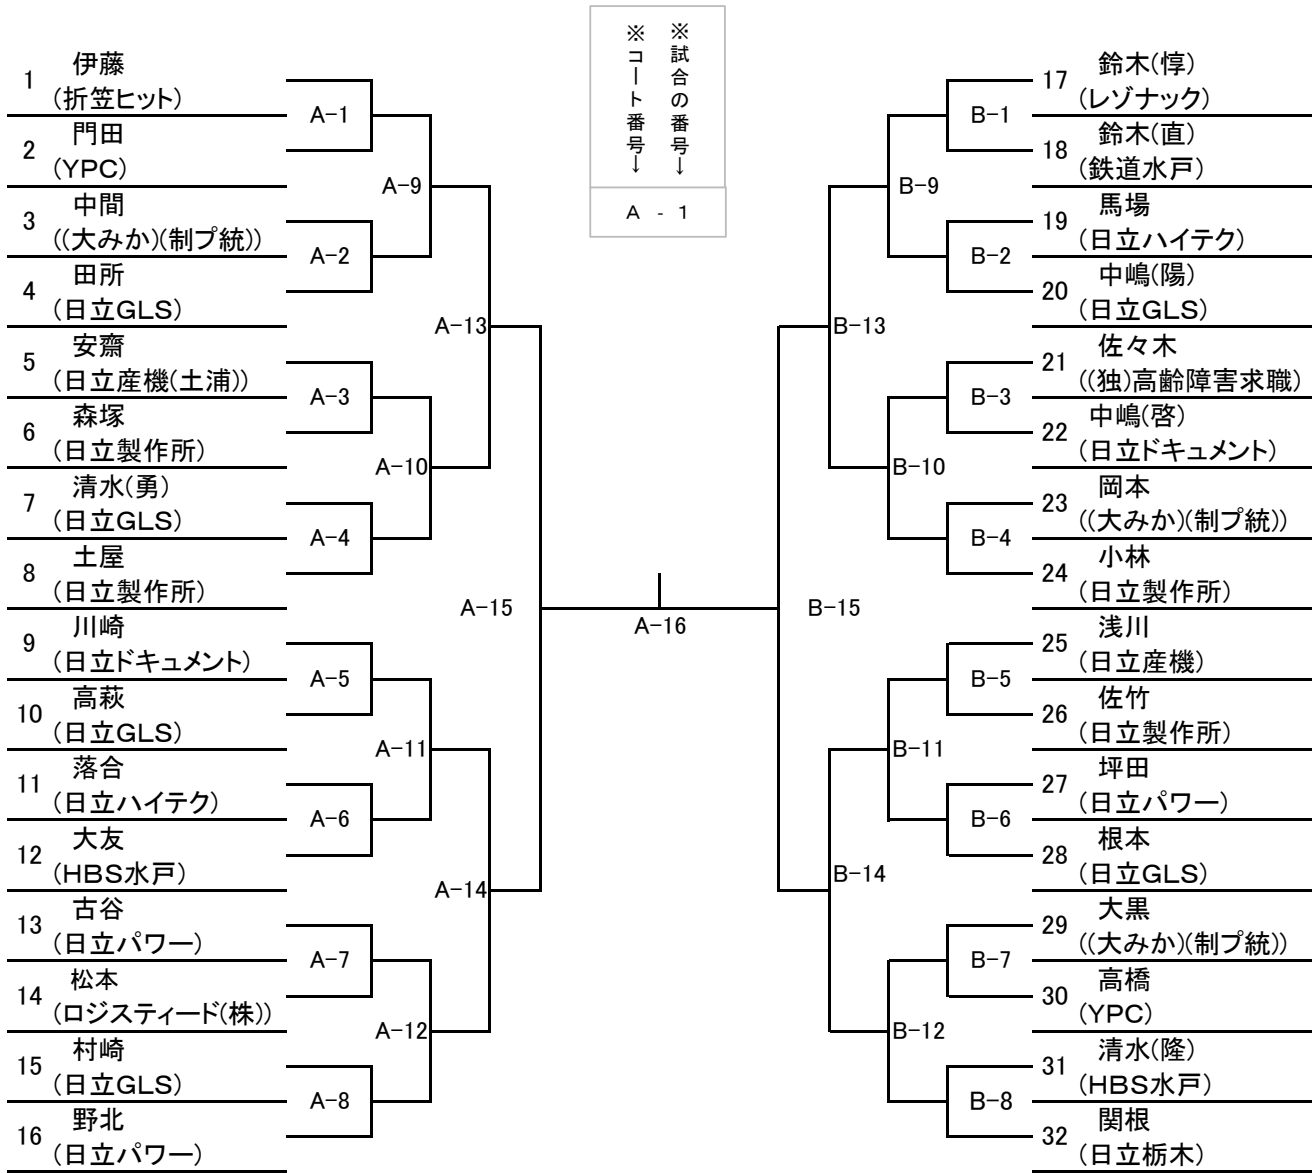 ※試合の番号→
※コート番号→
A - 1
1 伊藤
(折笠ヒット)
2 門田
(YPC)
3 中間
((大みか)(制プ統))
4 田所
(日立GLS)
5 安齋
(日立産機(土浦))
6 森塚
(日立製作所)
7 清水(勇)
(日立GLS)
8 土屋
(日立製作所)
9 川崎
(日立ドキュメント)
10 高萩
(日立GLS)
11 落合
(日立ハイテク)
12 大友
(HBS水戸)
13 古谷
(日立パワー)
14 松本
(ロジスティード(株))
15 村崎
(日立GLS)
16 野北
(日立パワー)
A-1
A-2
A-3
A-4
A-5
A-6
A-7
A-8
A-9
A-10
A-11
A-12
A-13
A-14
A-15
A-16
B-15
B-13
B-14
B-9
B-10
B-11
B-12
B-1
B-2
B-3
B-4
B-5
B-6
B-7
B-8
17 鈴木(惇)
(レゾナック)
18 鈴木(直)
(鉄道水戸)
19 馬場
(日立ハイテク)
20 中嶋(陽)
(日立GLS)
21 佐々木
((独)高齢障害求職)
22 中嶋(啓)
(日立ドキュメント)
23 岡本
((大みか)(制プ統))
24 小林
(日立製作所)
25 浅川
(日立産機)
26 佐竹
(日立製作所)
27 坪田
(日立パワー)
28 根本
(日立GLS)
29 大黒
((大みか)(制プ統))
30 高橋
(YPC)
31 清水(隆)
(HBS水戸)
32 関根
(日立栃木)